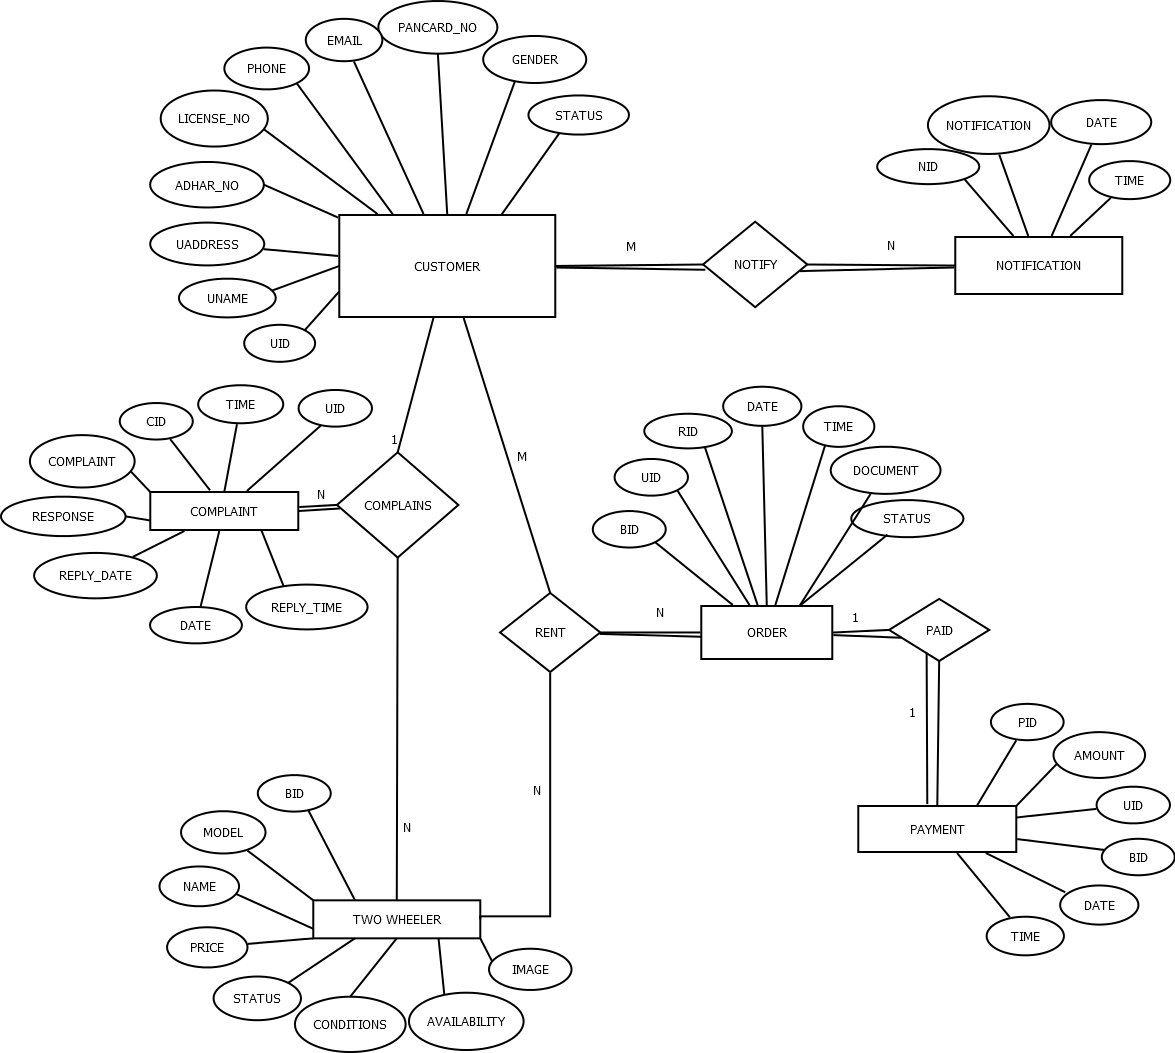 PANCARD_NO
EMAIL
GENDER
PHONE
STATUS
LICENSE_NO
ADHAR_NO
UADDRESS
UNAME
UID
CUSTOMER
M
NOTIFY
N
NOTIFICATION
DATE
NID
TIME
NOTIFICATION
TIME
UID
CID
COMPLAINT
RESPONSE
COMPLAINT
REPLY_DATE
DATE
REPLY_TIME
N
1
COMPLAINS
M
DATE
TIME
RID
DOCUMENT
UID
STATUS
BID
RENT
N
ORDER
1
PAID
1
PID
AMOUNT
UID
PAYMENT
BID
DATE
TIME
N
N
BID
MODEL
NAME
TWO WHEELER
PRICE
IMAGE
STATUS
CONDITIONS
AVAILABILITY